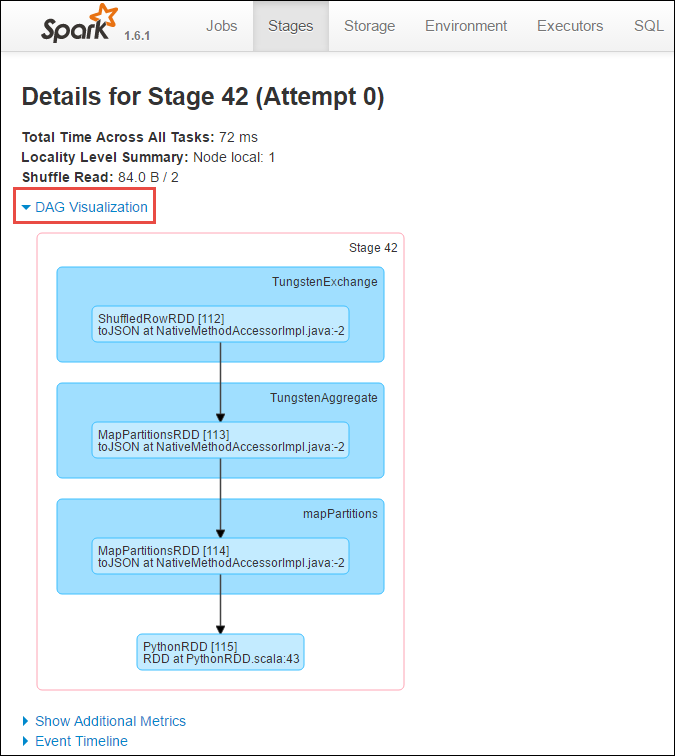 Spark 1.6.1 Jobs Stages Storage Environment Executors SQL
Details for Stage 42 (Attempt 0)
Total Time Across All Tasks: 72 ms
Locality Level Summary: Node local: 1
Shuffle Read: 84.0 B / 2
DAG Visualization
Stage 42
TungstenExchange
ShuffledRowRDD [112]
toJSON at NativeMethodAccessorImpl.java:-2
TungstenAggregate
MapPartitionsRDD [113]
toJSON at NativeMethodAccessorImpl.java:-2
mapPartitions
MapPartitionsRDD [114]
toJSON at NativeMethodAccessorImpl.java:-2
PythonRDD [115]
RDD at PythonRDD.scala:43
Show Additional Metrics
Event Timeline